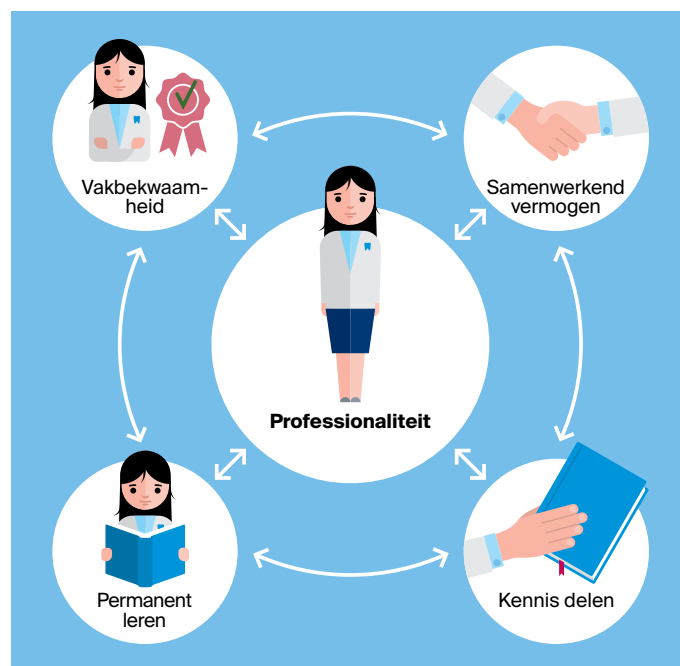 Vakbekwaam-
heid
Samenwerkend
vermogen
Professionaliteit
Permanent
leren
Kennis delen